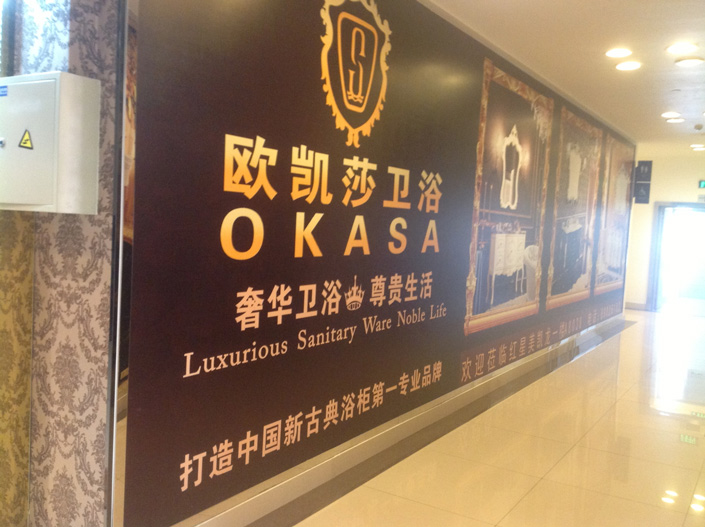 S
欧凯莎卫浴
OKASA
奢华卫浴 尊贵生活
Luxurious Sanitary Ware Noble Life
打造中国新古典浴柜第一专业品牌
欢迎莅临红星美凯龙一